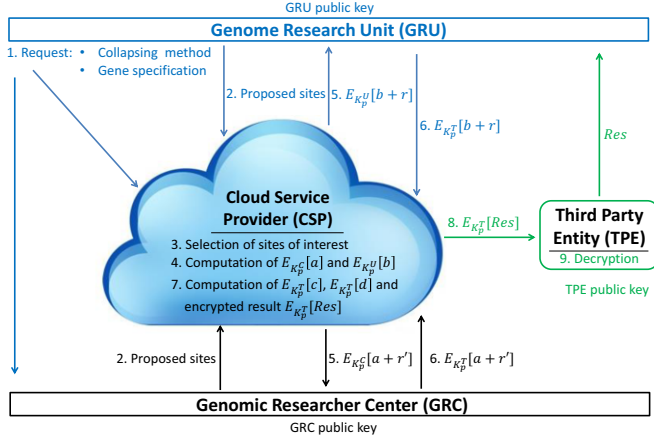 GRU public key
Genome Research Unit (GRU)
1. Request: • Collapsing method
• Gene specification
2. Proposed sites
5. E_{K_p^U}[b + r]
6. E_{K_p^T}[b + r]
Res
Cloud Service
Provider (CSP)
3. Selection of sites of interest
4. Computation of E_{K_p^C}[a] and E_{K_p^U}[b]
7. Computation of E_{K_p^T}[c], E_{K_p^T}[d] and
encrypted result E_{K_p^T}[Res]
8. E_{K_p^T}[Res]
Third Party
Entity (TPE)
9. Decryption
TPE public key
2. Proposed sites
5. E_{K_p^C}[a + r']
6. E_{K_p^T}[a + r']
Genomic Researcher Center (GRC)
GRC public key